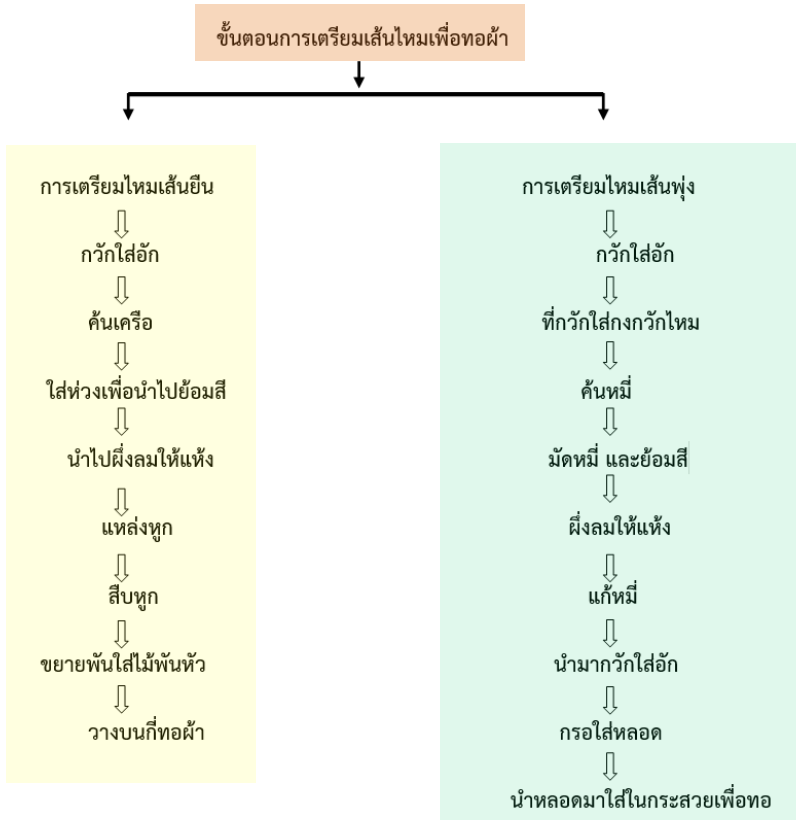 ขั้นตอนการเตรียมเส้นไหมเพื่อทอผ้า
การเตรียมไหมเส้นยืน
กวักใส่อัก
ค้นเครือ
ใส่ห่วงเพื่อนำไปย้อมสี
นำไปผึ่งลมให้แห้ง
แหล่งหูก
สืบหูก
ขยายพันใส่ไม้พันหัว
วางบนกี่ทอผ้า
การเตรียมไหมเส้นพุ่ง
กวักใส่อัก
ที่กวักใส่กงกวักไหม
ค้นหมี่
มัดหมี่ และย้อมสี
ผึ่งลมให้แห้ง
แก้หมี่
นำมากวักใส่อัก
กรอใส่หลอด
นำหลอดมาใส่ในกระสวยเพื่อทอ